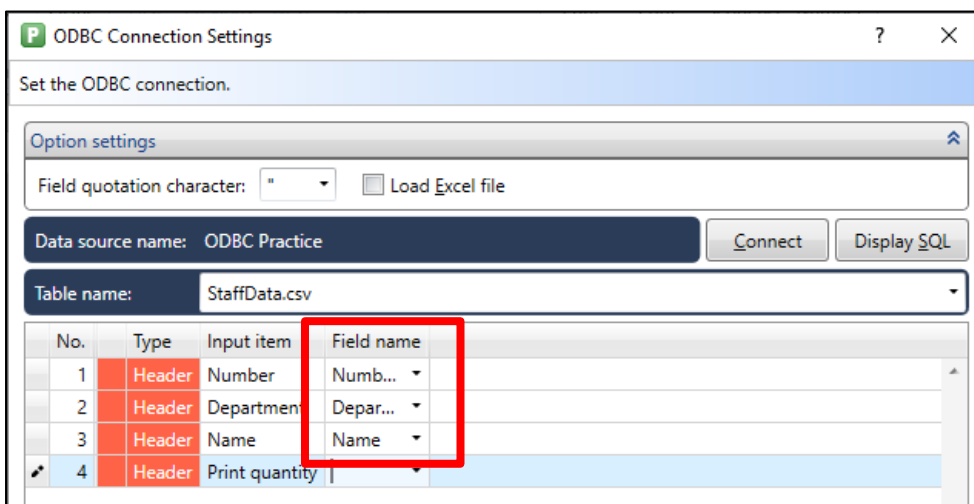 P ODBC Connection Settings ?
Set the ODBC connection.
Option settings
Field quotation character: " Load Excel file
Data source name: ODBC Practice Connect Display SQL
Table name: StaffData.csv
No. Type Input item Field name
1 Header Number Numb...
2 Header Department Depar...
3 Header Name Name
4 Header Print quantity